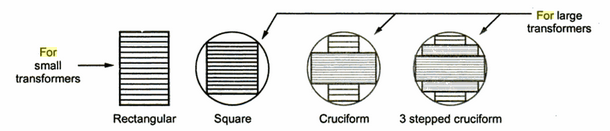 For large
transformers
For
small
transformers
Rectangular
Square
Cruciform
3 stepped cruciform